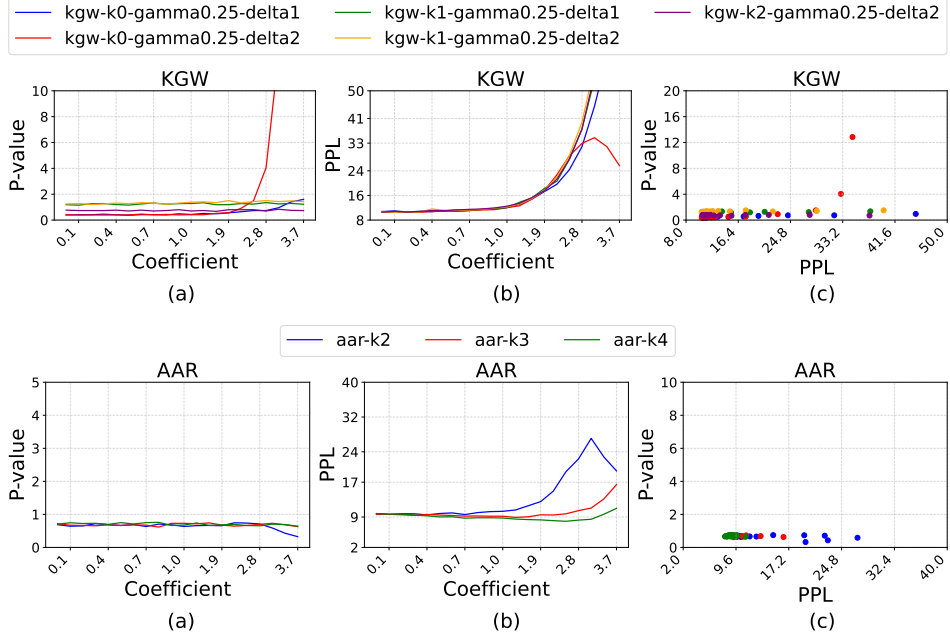 kgw-k0-gamma0.25-delta1 kgw-k1-gamma0.25-delta1 kgw-k2-gamma0.25-delta2
kgw-k0-gamma0.25-delta2 kgw-k1-gamma0.25-delta2
KGW
P-value
10
8
6
4
2
0
0.1 0.4 0.7 1.0 1.9 2.8 3.7
Coefficient
(a)
KGW
PPL
50
41
33
24
16
8
0.1 0.4 0.7 1.0 1.9 2.8 3.7
Coefficient
(b)
KGW
P-value
20
16
12
8
4
0
8.0 16.4 24.8 33.2 41.6 50.0
PPL
(c)
aar-k2 aar-k3 aar-k4
AAR
P-value
5
4
3
2
1
0
0.1 0.4 0.7 1.0 1.9 2.8 3.7
Coefficient
(a)
AAR
PPL
40
32
24
17
9
2
0.1 0.4 0.7 1.0 1.9 2.8 3.7
Coefficient
(b)
AAR
P-value
10
8
6
4
2
0
2.0 9.6 17.2 24.8 32.4 40.0
PPL
(c)